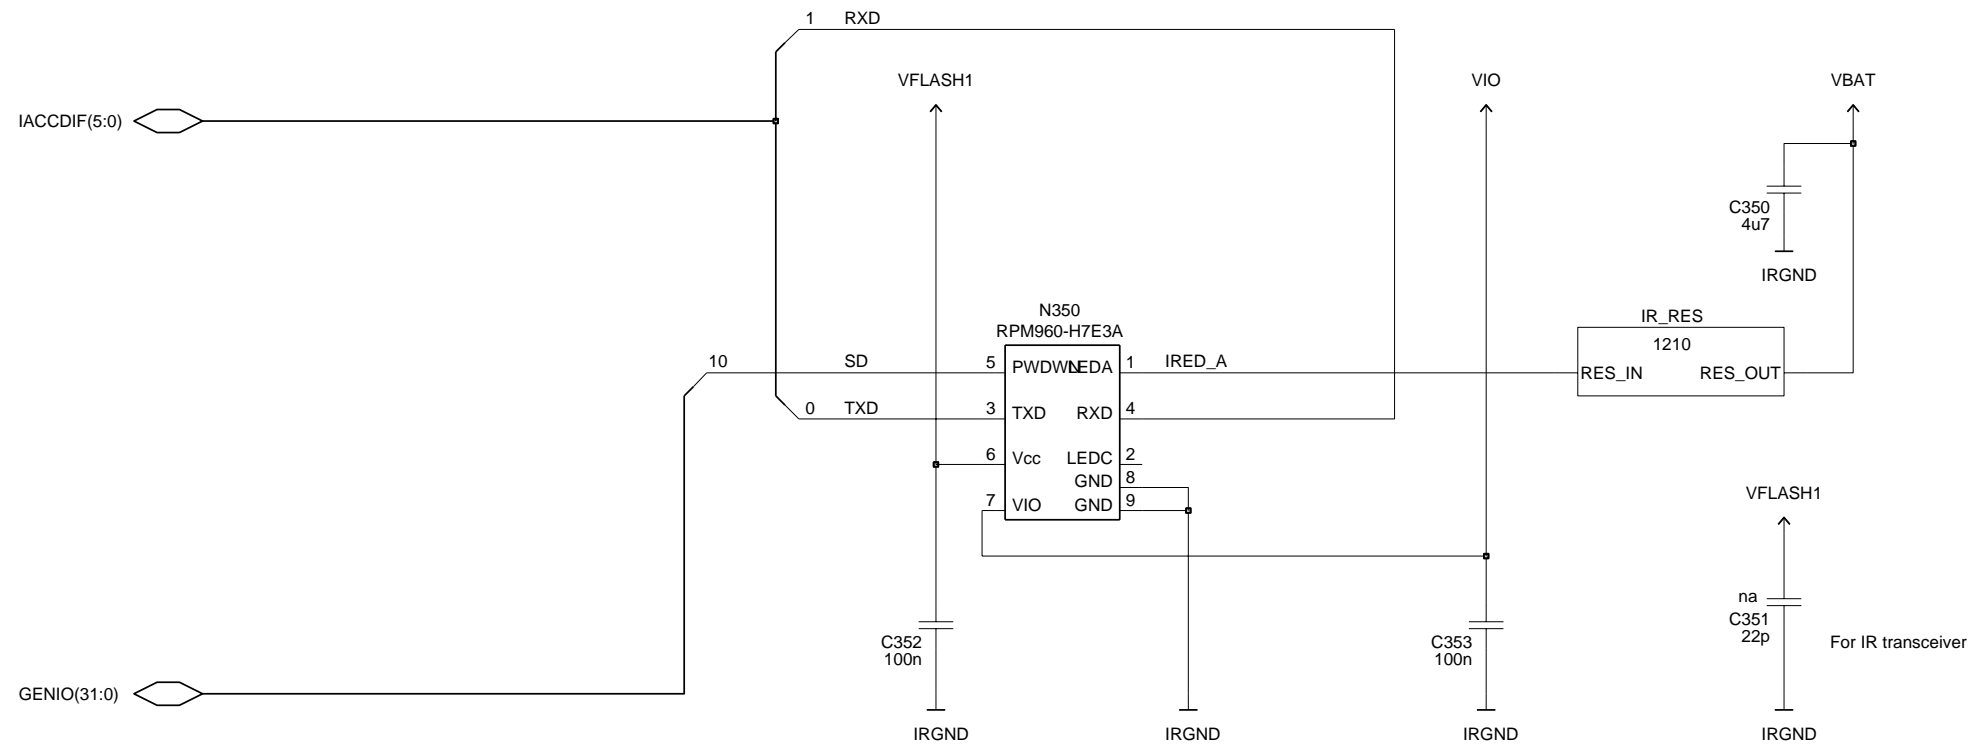 1 RXD
VFLASH1
VIO
VBAT
IACCDIF(5:0)
C350
4u7
IRGND
N350
RPM960-H7E3A
IR_RES
1210
RES_IN RES_OUT
10 SD 5 PWDWN LEDA 1 IRED_A
0 TXD 3 TXD RXD 4
6 Vcc LEDC 2
GND 8
7 VIO GND 9
VFLASH1
na
C351
22p
For IR transceiver
C352
100n
C353
100n
GENIO(31:0)
IRGND
IRGND
IRGND
IRGND